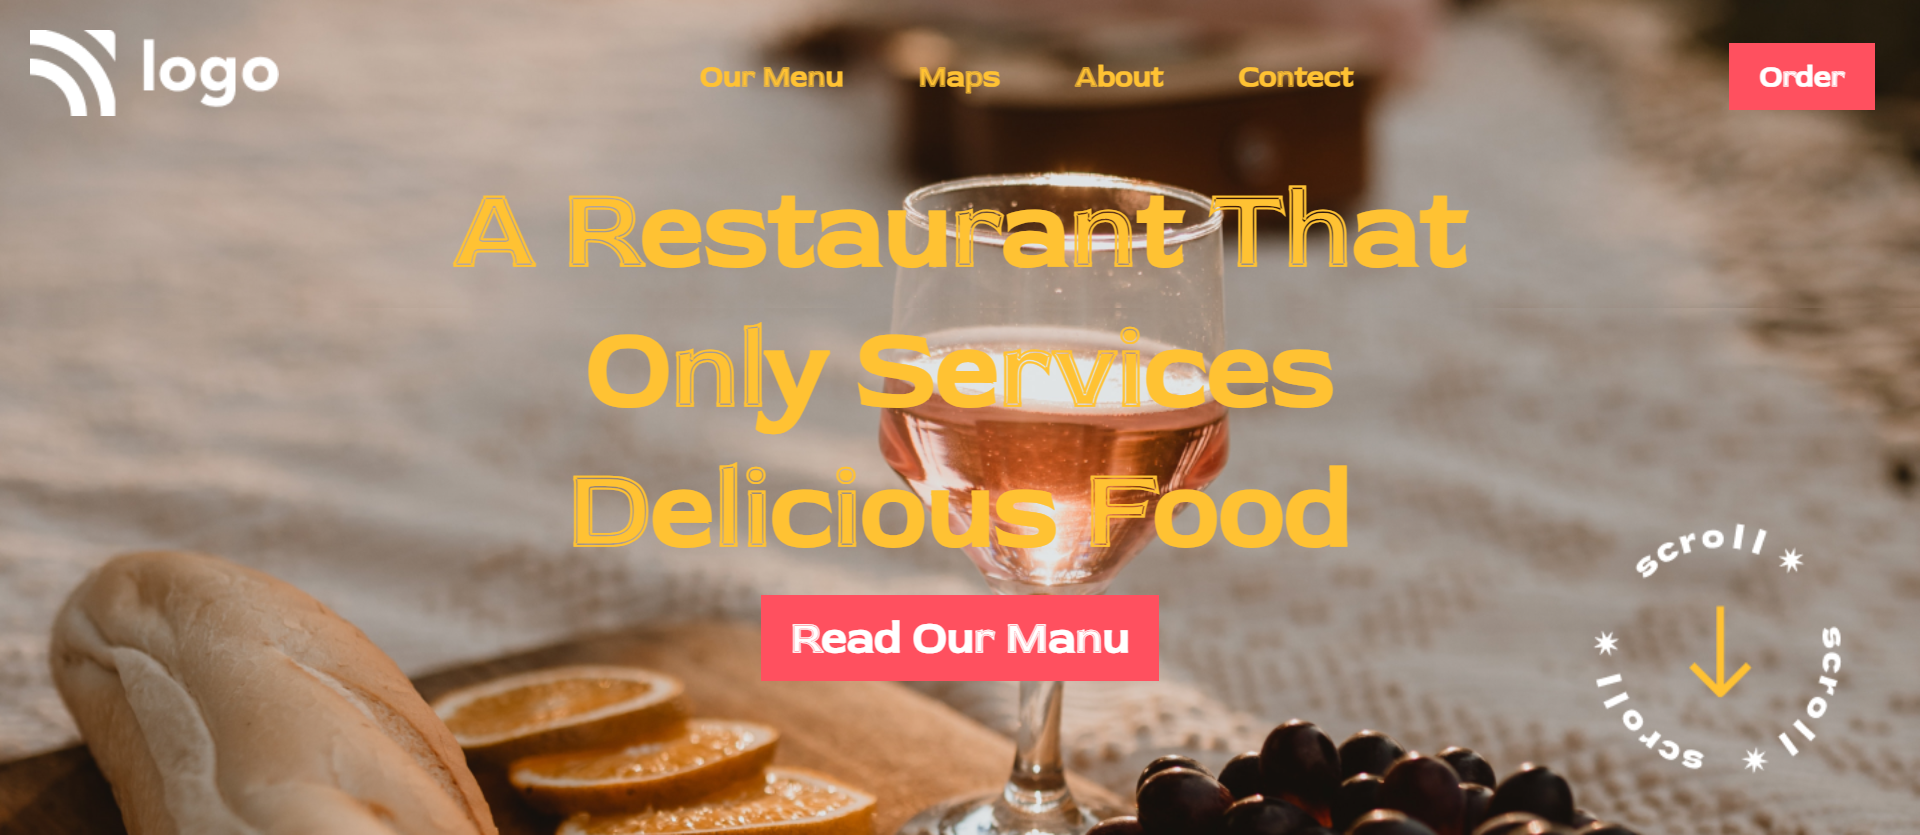 logo
Our Menu Maps About Contect
Order
A Restaurant That
Only Services
Delicious Food
Read Our Manu
scroll
scroll
scroll